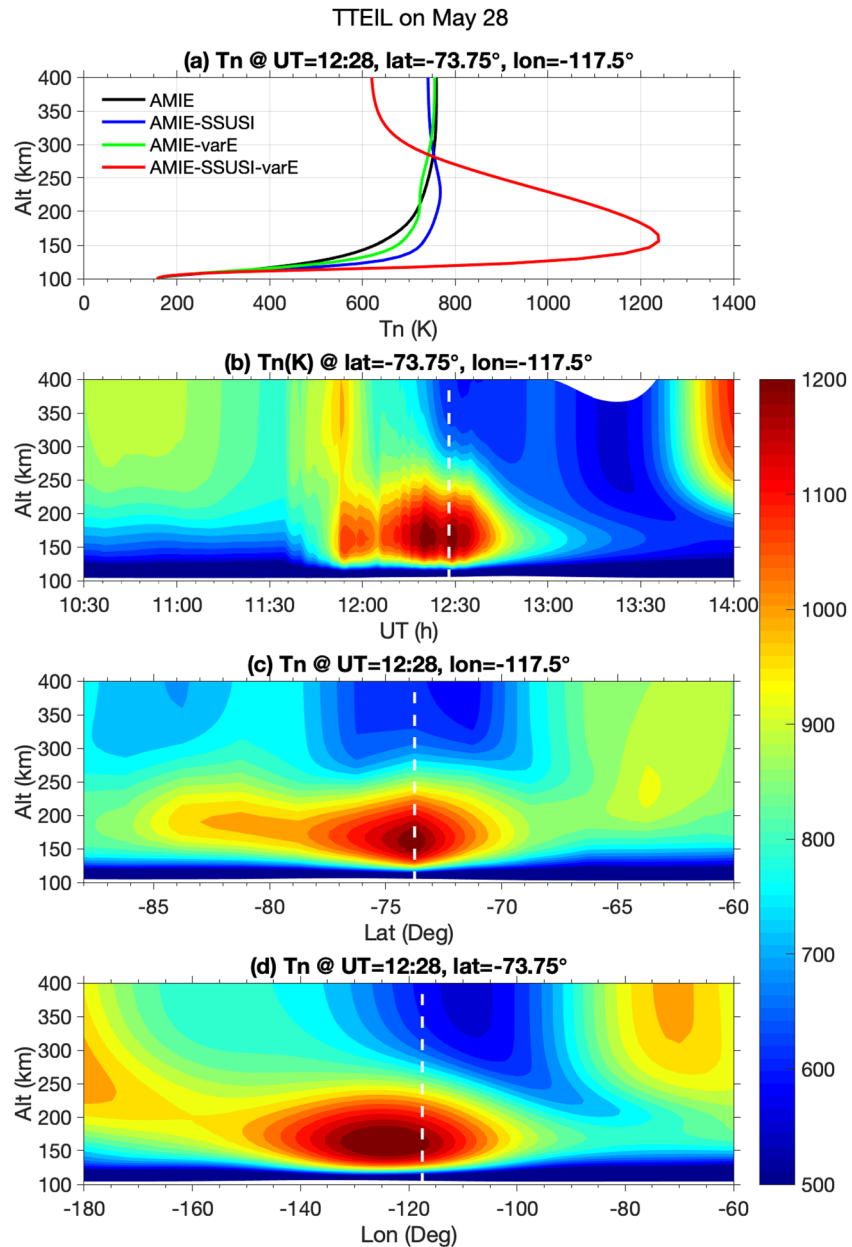 TTEIL on May 28
(a) Tn @ UT=12:28, lat=-73.75°, lon=-117.5°
400
350
300
250
200
150
100
Alt (km)
AMIE
AMIE-SSUSI
AMIE-varE
AMIE-SSUSI-varE
0 200 400 600 800 1000 1200 1400
Tn (K)
(b) Tn(K) @ lat=-73.75°, lon=-117.5°
400
350
300
250
200
150
100
Alt (km)
10:30 11:00 11:30 12:00 12:30 13:00 13:30 14:00
UT (h)
(c) Tn @ UT=12:28, lon=-117.5°
400
350
300
250
200
150
100
Alt (km)
-85 -80 -75 -70 -65 -60
Lat (Deg)
(d) Tn @ UT=12:28, lat=-73.75°
400
350
300
250
200
150
100
Alt (km)
-180 -160 -140 -120 -100 -80 -60
Lon (Deg)
1200
1100
1000
900
800
700
600
500